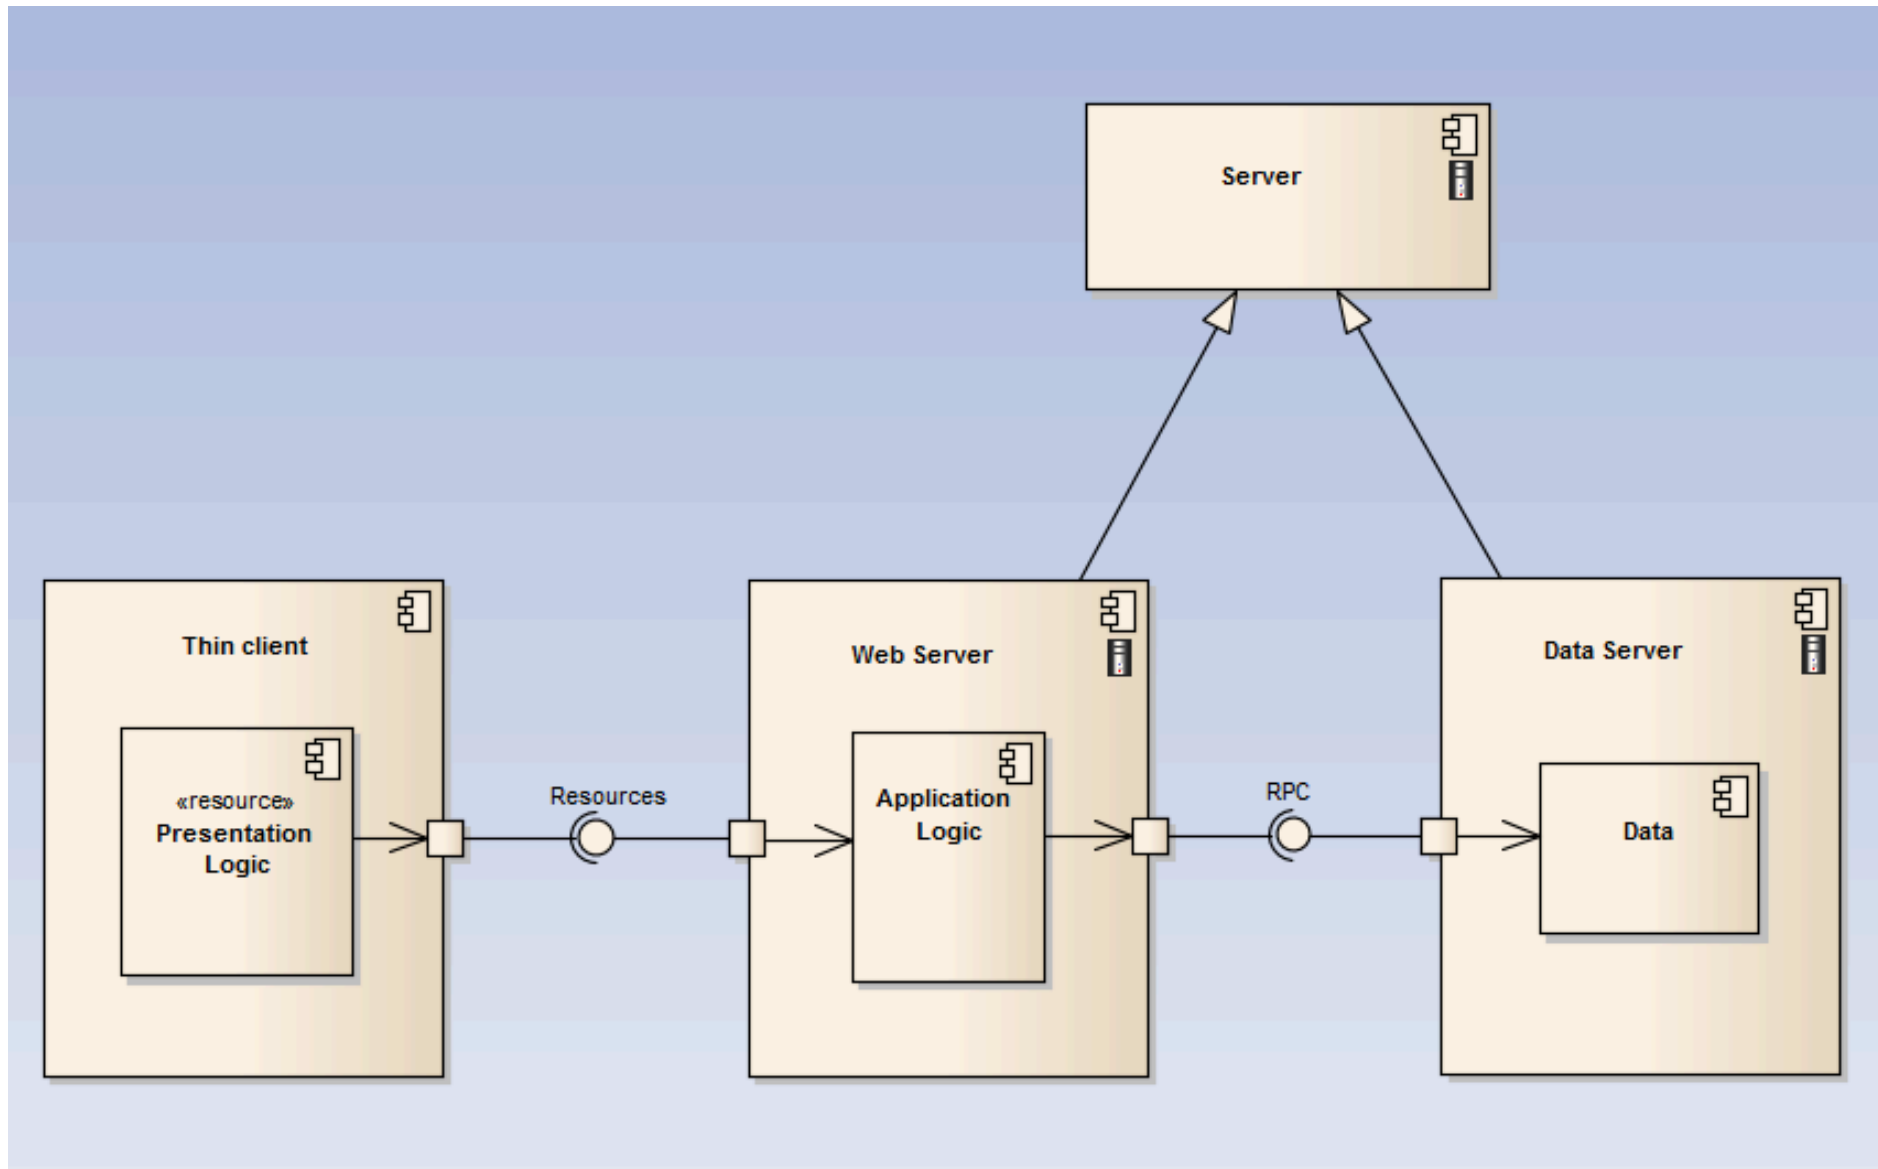 Server
Thin client
Web Server
Data Server
«resource»
Presentation
Logic
Resources
Application
Logic
RPC
Data